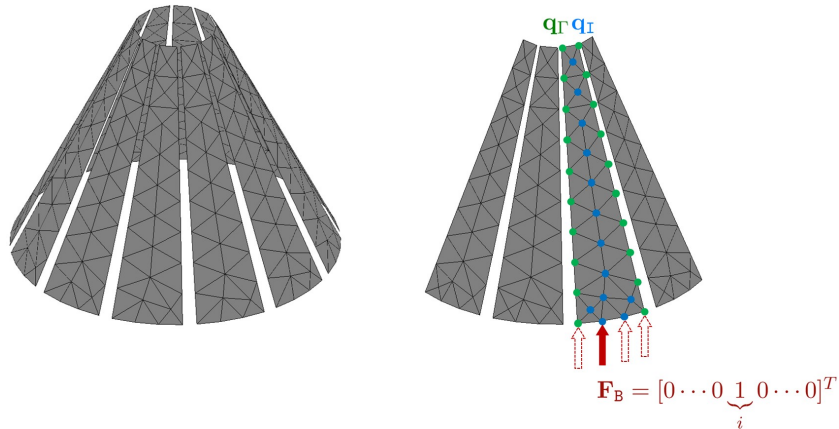 q_Γ q_I
F_B = [0 ⋯ 0 1 0 ⋯ 0]^T
i